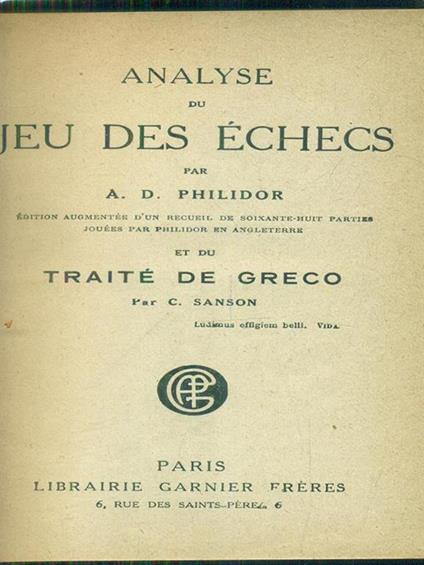 ANALYSE
DU
JEU DES ÉCHECS
PAR
A. D. PHILIDOR
ÉDITION AUGMENTÉE D'UN RECUEIL DE SOIXANTE-HUIT PARTIES
JOUÉES PAR PHILIDOR EN ANGLETERRE
ET DU
TRAITÉ DE GRECO
Par C. SANSON
Ludimus effigiem belli. VIDA.
PARIS
LIBRAIRIE GARNIER FRÈRES
6, RUE DES SAINTS-PÈRES 6